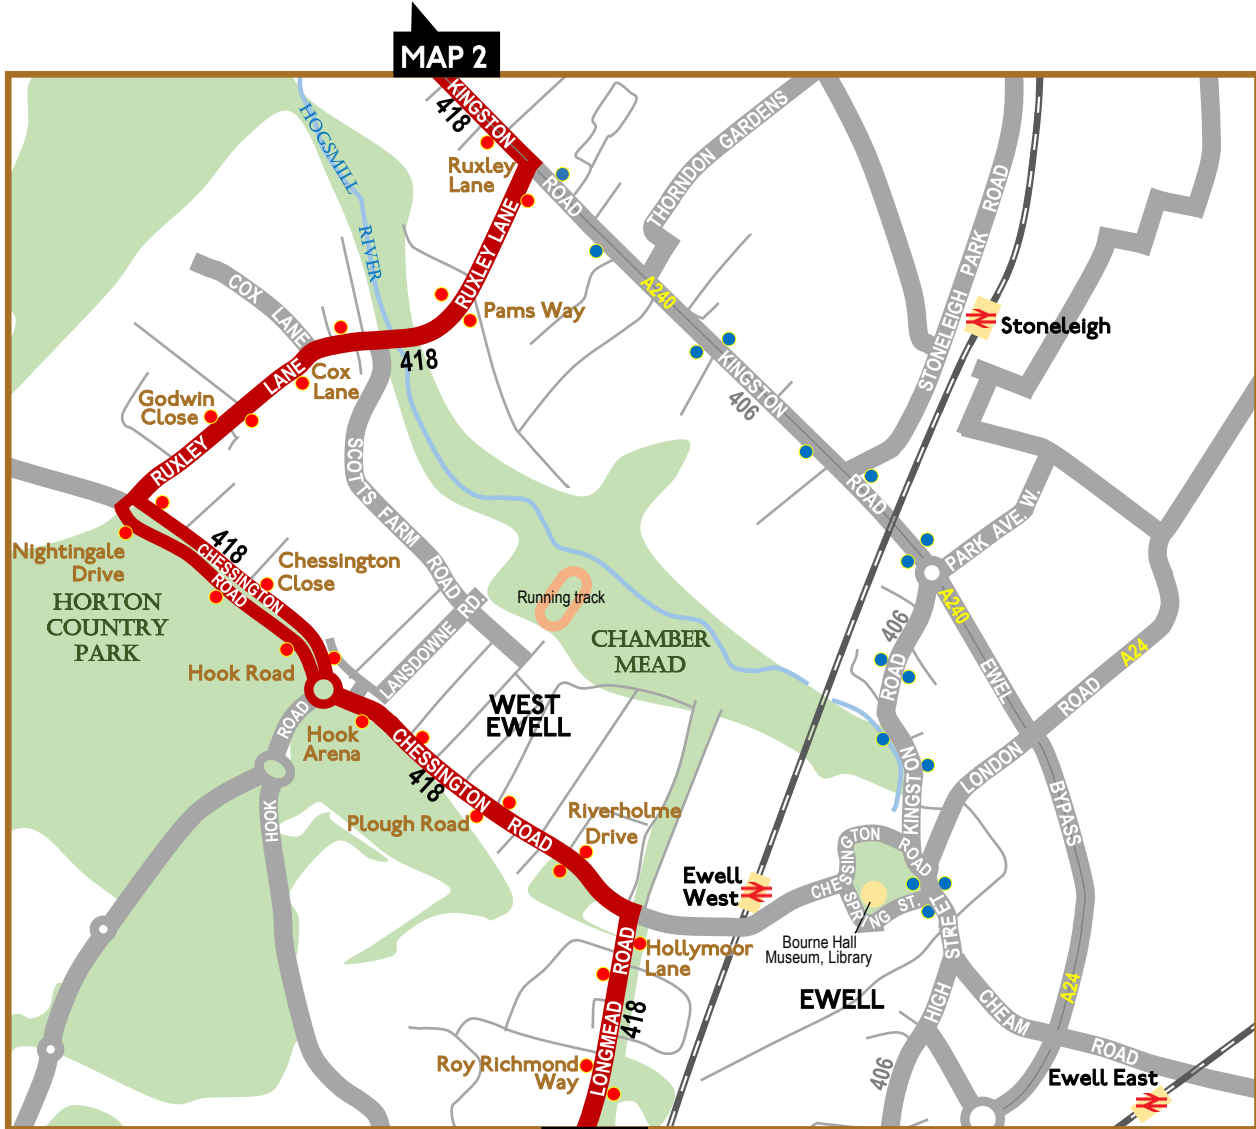 MAP 2
KINGSTON
418
HOGSMILL
RIVER
Ruxley
Lane
ROAD
THORNDON GARDENS
STONELEIGH PARK ROAD
RUXLEY LANE
COX LANE
A240
Pams Way
Stoneleigh
418
Cox
Lane
LANE
KINGSTON
406
Godwin
Close
RUXLEY
SCOTTS FARM ROAD
ROAD
PARK AVE. W.
418
CHESSINGTON
ROAD
Nightingale
Drive
Chessington
Close
HORTON
COUNTRY
PARK
Running track
RD.
LANSDOWNE
CHAMBER
MEAD
406
A240
ROAD
EWEL
BYPASS
A24
ROAD
LONDON
Hook Road
ROAD
WEST
EWELL
Hook
Arena
CHESSINGTON
418
ROAD
HOOK
Plough Road
Riverholme
Drive
KINGSTON
ROAD
CHESSINGTON
Ewell
West
SPR
NG ST.
Bourne Hall
Museum, Library
STREET
HIGH
EWELL
Hollymoor
Lane
ROAD
418
LONGMEAD
Roy Richmond
Way
406
CHEAM
ROAD
A24
Ewell East